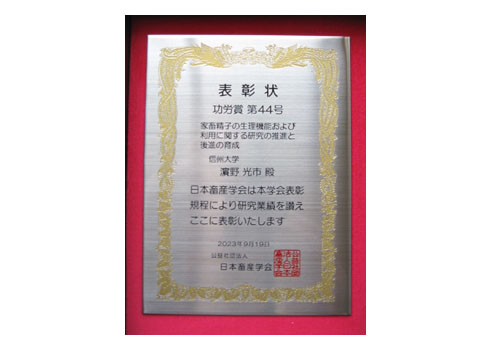 表彰状
功労賞 第44号
家畜精子の生理機能および
利用に関する研究の推進と
後進の育成
信州大学
濵野 光市 殿
日本畜産学会は本学会表彰
規程により研究業績を讃え
ここに表彰いたします
2023年9月19日
公益社団法人
日本畜産学会